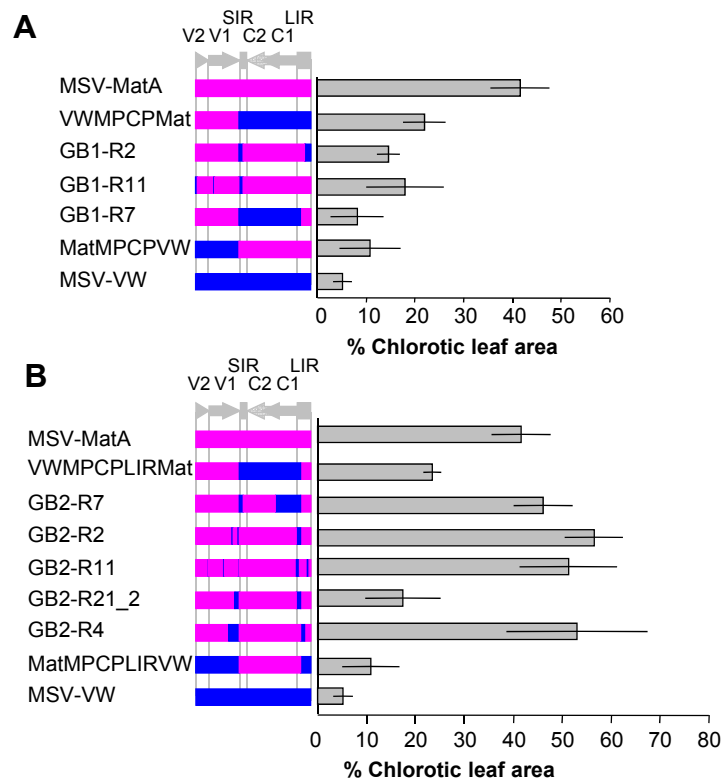 A
SIR LIR
V2 V1 C2 C1
MSV-MatA
VWMPCPMat
GB1-R2
GB1-R11
GB1-R7
MatMPCPVW
MSV-VW
0 10 20 30 40 50 60
% Chlorotic leaf area
B
SIR LIR
V2 V1 C2 C1
MSV-MatA
VWMPCPLIRMat
GB2-R7
GB2-R2
GB2-R11
GB2-R21_2
GB2-R4
MatMPCPLIRVW
MSV-VW
0 10 20 30 40 50 60 70 80
% Chlorotic leaf area